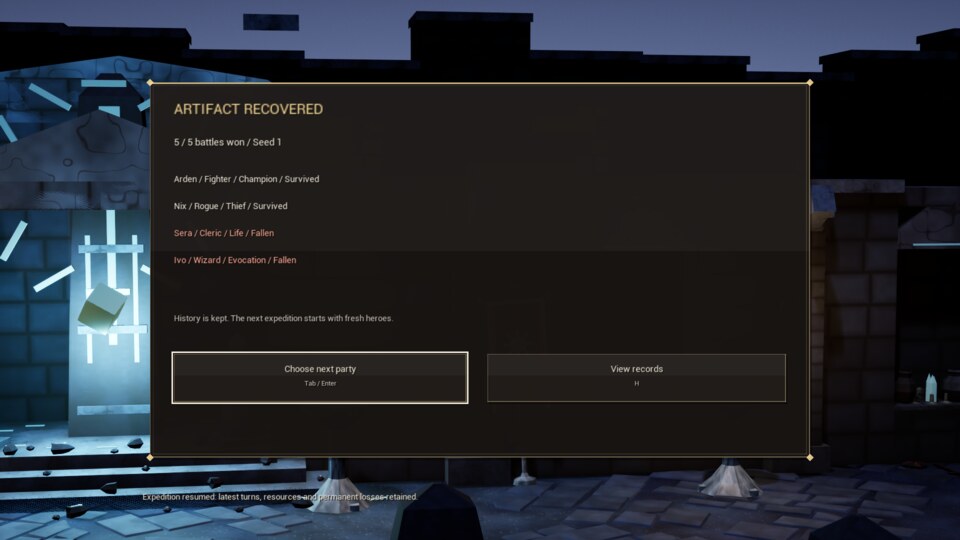 ARTIFACT RECOVERED
5 / 5 battles won / Seed 1
Arden / Fighter / Champion / Survived
Nix / Rogue / Thief / Survived
Sera / Cleric / Life / Fallen
Ivo / Wizard / Evocation / Fallen
History is kept. The next expedition starts with fresh heroes.
Choose next party
Tab / Enter
View records
H
Expedition resumed: latest turns, resources and permanent losses retained.